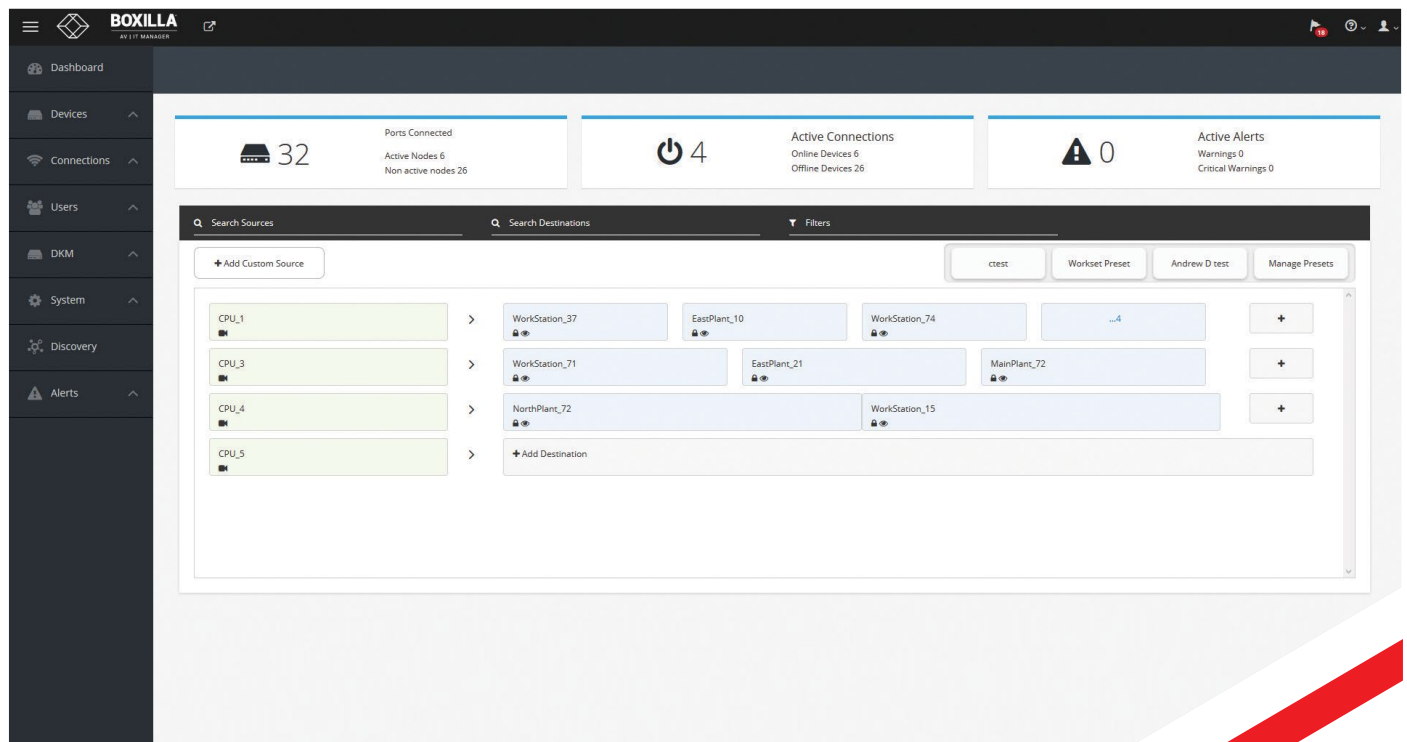 BOXILLA
AV | IT MANAGER
18
Dashboard
Devices
Connections
Users
DKM
System
Discovery
Alerts
32
Ports Connected
Active Nodes 6
Non active nodes 26
4
Active Connections
Online Devices 6
Offline Devices 26
0
Active Alerts
Warnings 0
Critical Warnings 0
Search Sources
Search Destinations
Filters
+ Add Custom Source
ctest
Workset Preset
Andrew D test
Manage Presets
CPU_1
WorkStation_37
EastPlant_10
WorkStation_74
...4
+
CPU_3
WorkStation_71
EastPlant_21
MainPlant_72
+
CPU_4
NorthPlant_72
WorkStation_15
+
CPU_5
+ Add Destination